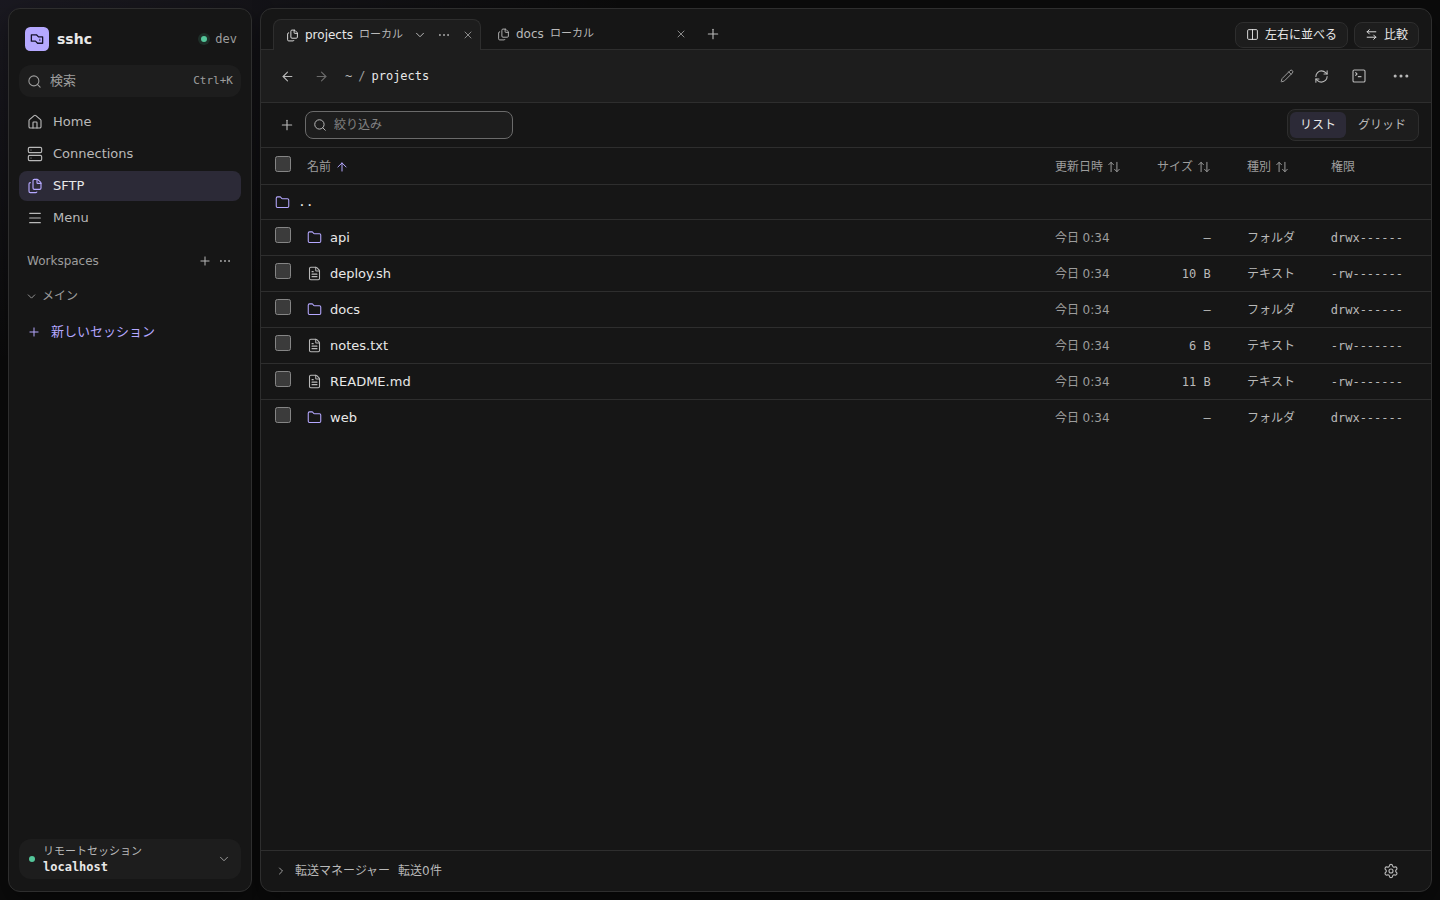 sshc
dev
検索
Ctrl+K
Home
Connections
SFTP
Menu
Workspaces
メイン
新しいセッション
リモートセッション
localhost
projects ローカル
docs ローカル
左右に並べる
比較
~ / projects
絞り込み
リスト
グリッド
名前 更新日時 サイズ 種別 権限
..
api 今日 0:34 — フォルダ drwx------
deploy.sh 今日 0:34 10 B テキスト -rw-------
docs 今日 0:34 — フォルダ drwx------
notes.txt 今日 0:34 6 B テキスト -rw-------
README.md 今日 0:34 11 B テキスト -rw-------
web 今日 0:34 — フォルダ drwx------
転送マネージャー 転送0件